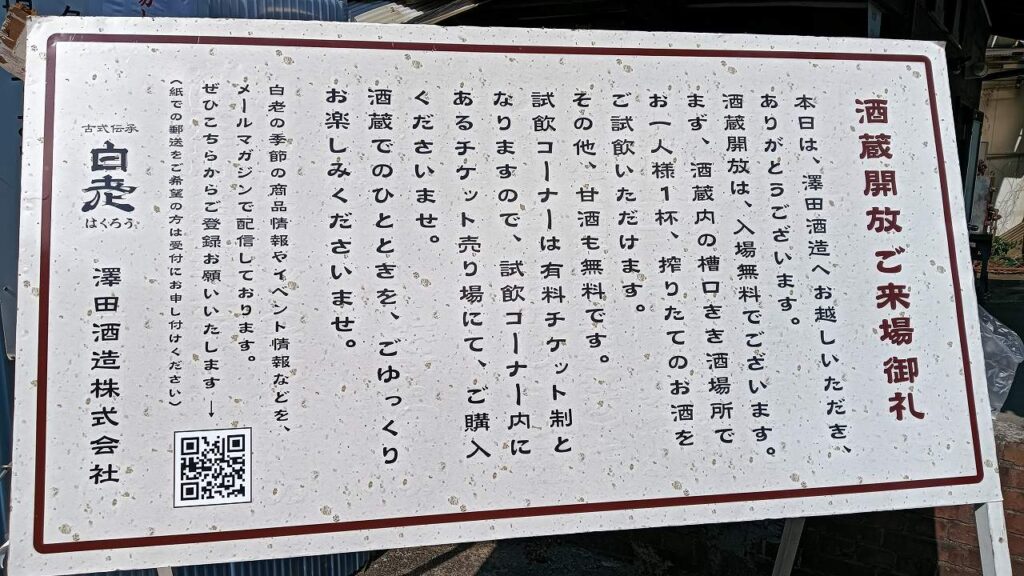 酒蔵開放ご来場御礼
本日は、澤田酒造へお越しいただき、
ありがとうございます。
酒蔵開放は、入場無料でございます。
まず、酒蔵内の槽口きき酒場所で
お一人様1杯、搾りたてのお酒を
ご試飲いただけます。
その他、甘酒も無料です。
試飲コーナーは有料チケット制と
なりますので、試飲コーナー内に
あるチケット売り場にて、ご購入
くださいませ。
酒蔵でのひとときを、ごゆっくり
お楽しみくださいませ。
白老の季節の商品情報やイベント情報などを、
メールマガジンで配信しております。
ぜひこちらからご登録お願いいたします→
(紙での郵送をご希望の方は受付にお申し付けください)
古式伝承
白老
はくろう
澤田酒造株式会社